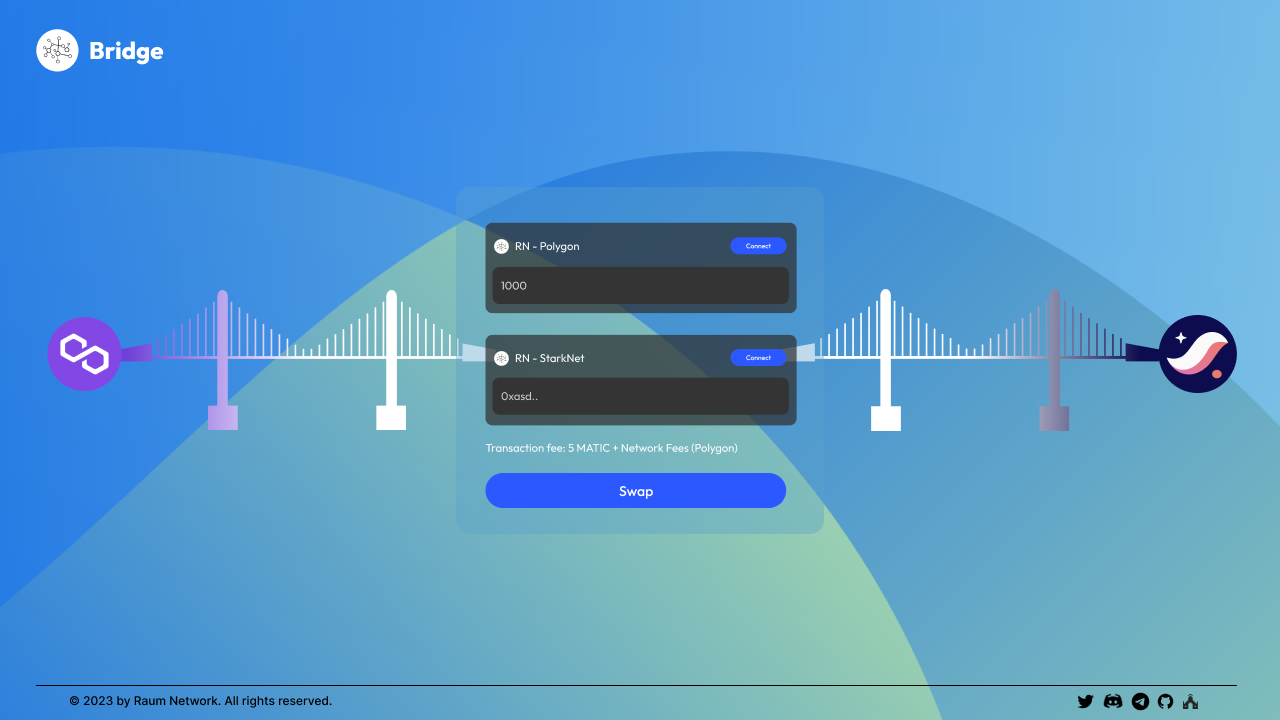 Bridge
RN - Polygon
Connect
1000
RN - StarkNet
Connect
0xasd..
Transaction fee: 5 MATIC + Network Fees (Polygon)
Swap
© 2023 by Raum Network. All rights reserved.